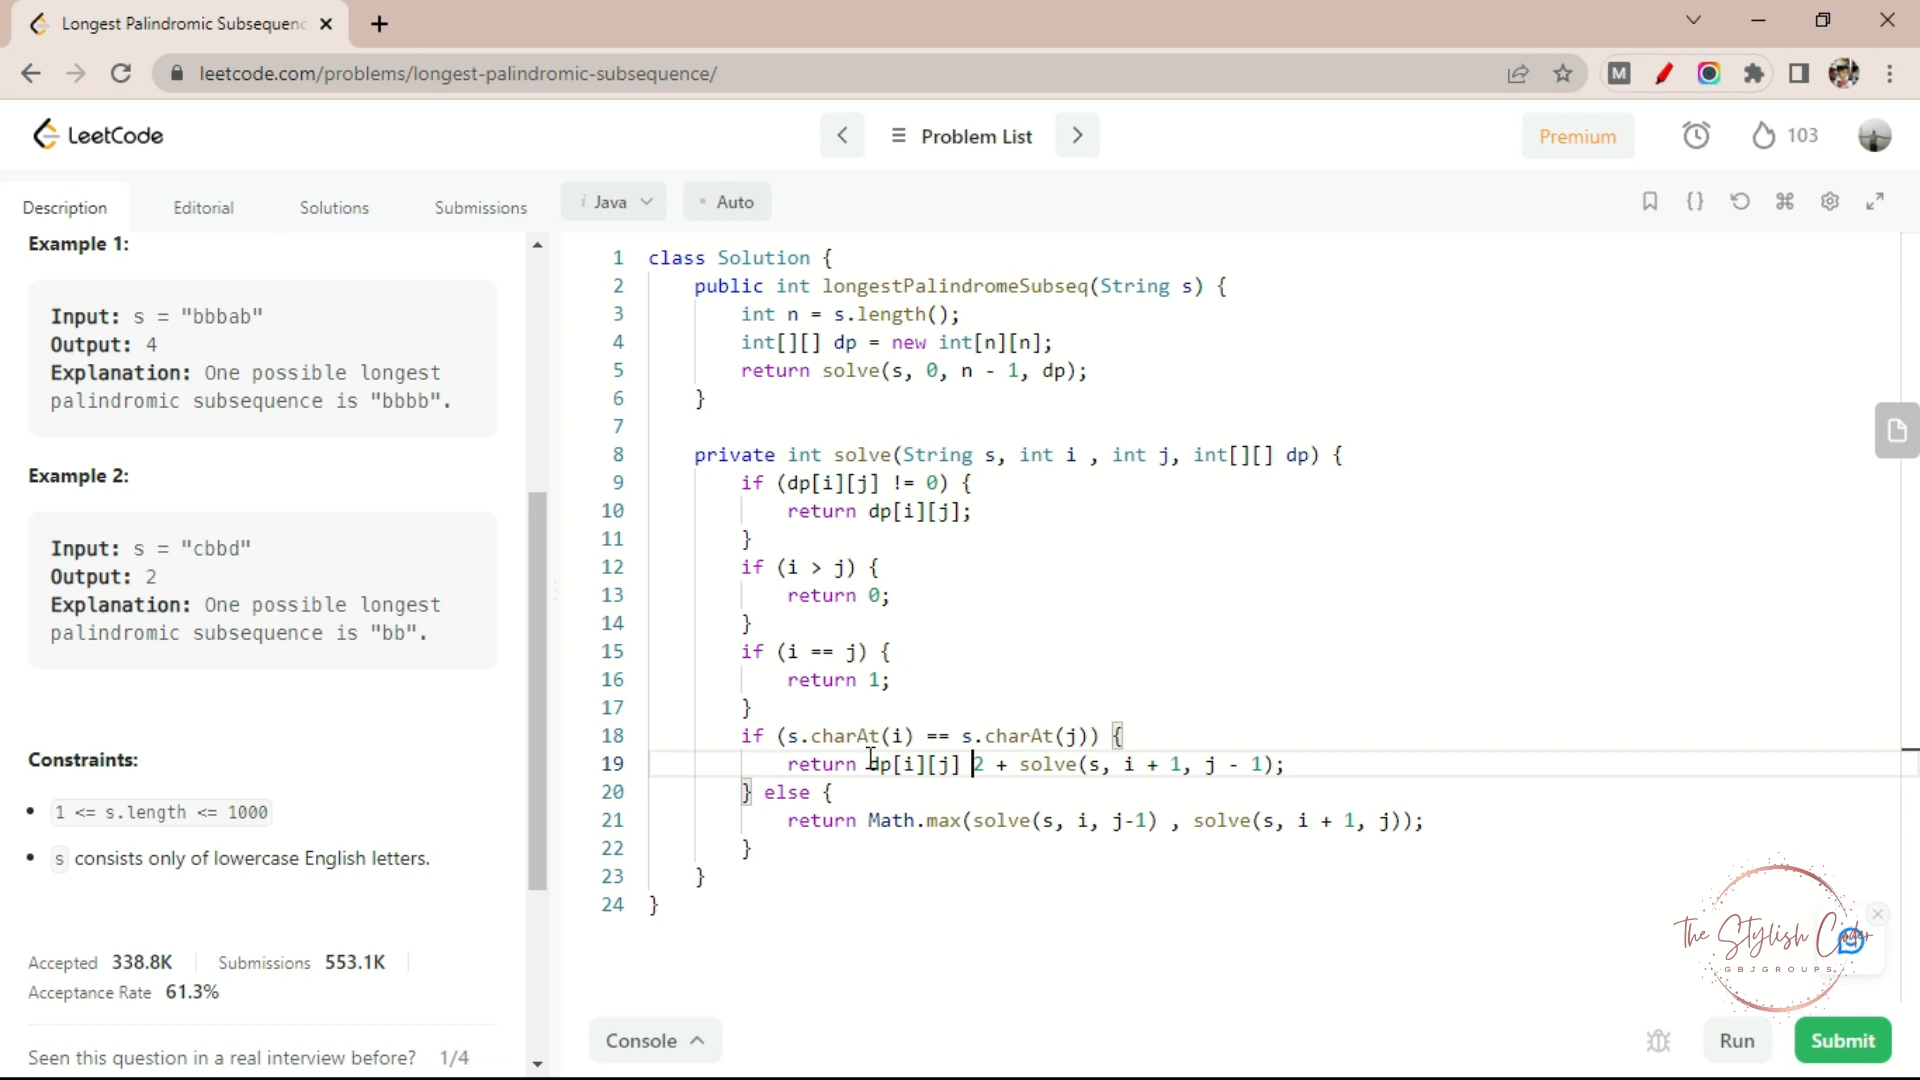 Longest Palindromic Subsequenc
leetcode.com/problems/longest-palindromic-subsequence/
M
LeetCode
Problem List
Premium
103
Description
Editorial
Solutions
Submissions
i Java
Auto
Example 1:
Input: s = "bbbab"
Output: 4
Explanation: One possible longest
palindromic subsequence is "bbbb".
Example 2:
Input: s = "cbbd"
Output: 2
Explanation: One possible longest
palindromic subsequence is "bb".
Constraints:
1 <= s.length <= 1000
s consists only of lowercase English letters.
Accepted 338.8K
Submissions 553.1K
Acceptance Rate 61.3%
Seen this question in a real interview before? 1/4
1 class Solution {
2 public int longestPalindromeSubseq(String s) {
3 int n = s.length();
4 int[][] dp = new int[n][n];
5 return solve(s, 0, n - 1, dp);
6 }
7
8 private int solve(String s, int i , int j, int[][] dp) {
9 if (dp[i][j] != 0) {
10 return dp[i][j];
11 }
12 if (i > j) {
13 return 0;
14 }
15 if (i == j) {
16 return 1;
17 }
18 if (s.charAt(i) == s.charAt(j)) {
19 return dp[i][j] 2 + solve(s, i + 1, j - 1);
20 } else {
21 return Math.max(solve(s, i, j-1) , solve(s, i + 1, j));
22 }
23 }
24 }
The Stylish Coder
GBJGROUPS
Console
Run
Submit